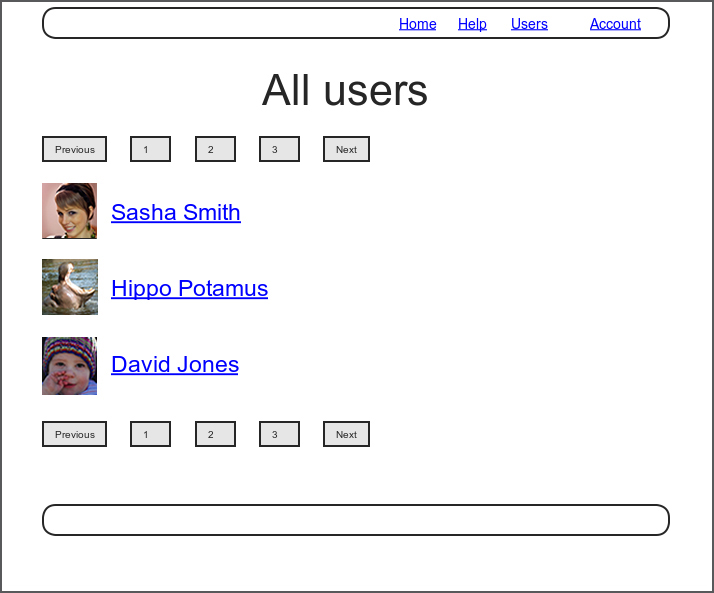 Home Help Users Account
All users
Previous 1 2 3 Next
Sasha Smith
Hippo Potamus
David Jones
Previous 1 2 3 Next